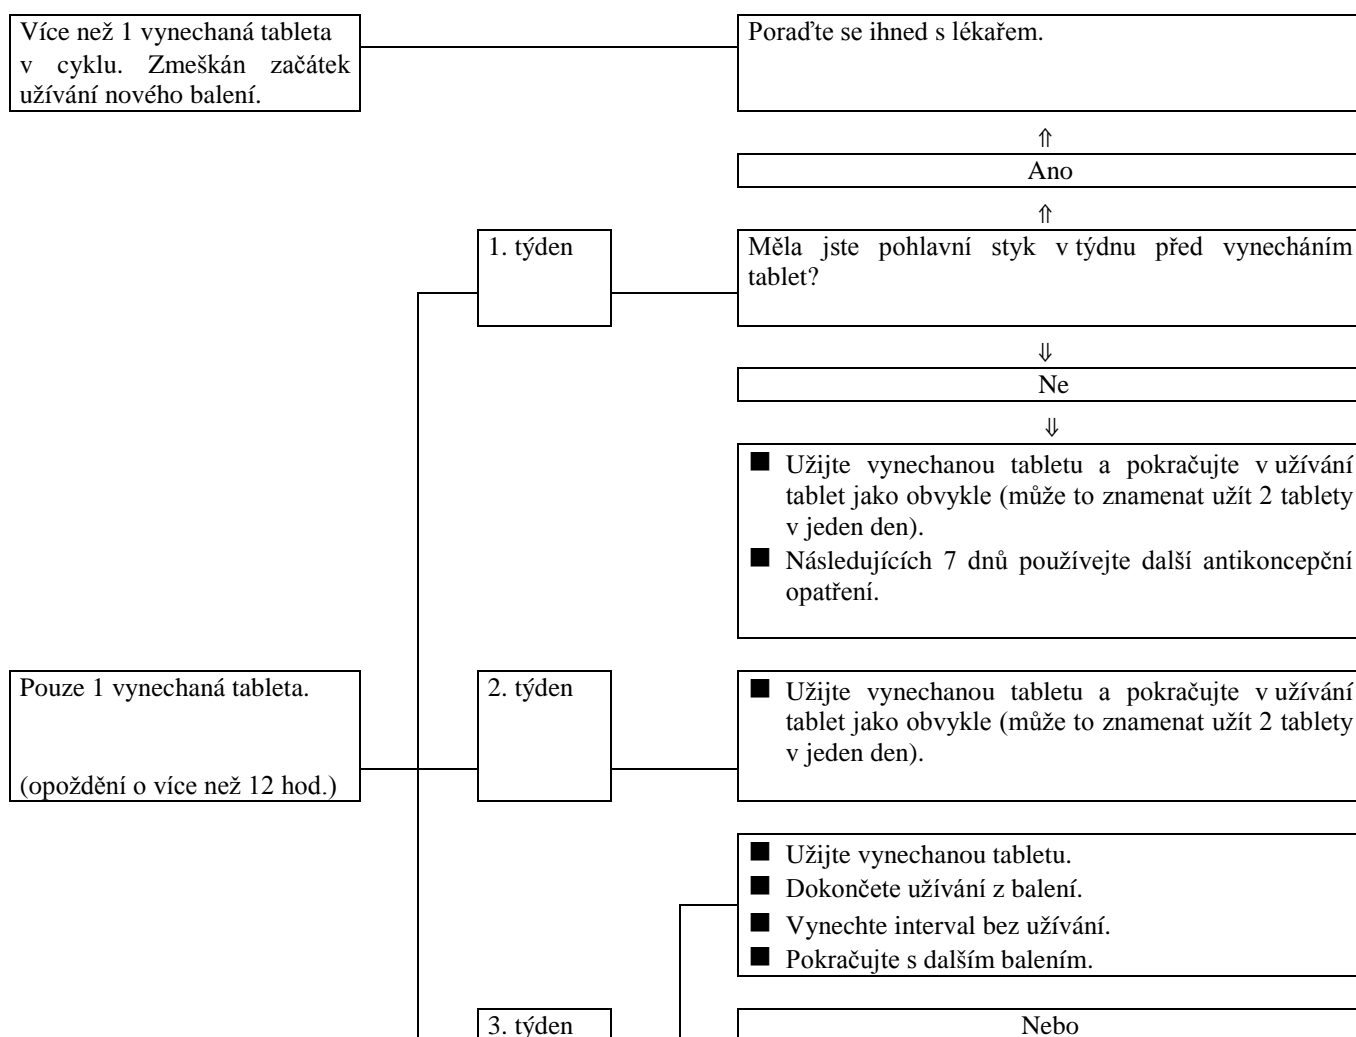 Více než 1 vynechaná tableta
v cyklu. Zmeškán začátek
užívání nového balení.
Poraďte se ihned s lékařem.
⇑
Ano
⇑
1. týden
Měla jste pohlavní styk v týdnu před vynecháním
tablet?
⇓
Ne
⇓
■ Užijte vynechanou tabletu a pokračujte v užívání
tablet jako obvykle (může to znamenat užít 2 tablety
v jeden den).
■ Následujících 7 dnů používejte další antikoncepční
opatření.
Pouze 1 vynechaná tableta.
(opoždění o více než 12 hod.)
2. týden
■ Užijte vynechanou tabletu a pokračujte v užívání
tablet jako obvykle (může to znamenat užít 2 tablety
v jeden den).
■ Užijte vynechanou tabletu.
■ Dokončete užívání z balení.
■ Vynechte interval bez užívání.
■ Pokračujte s dalším balením.
3. týden
Nebo